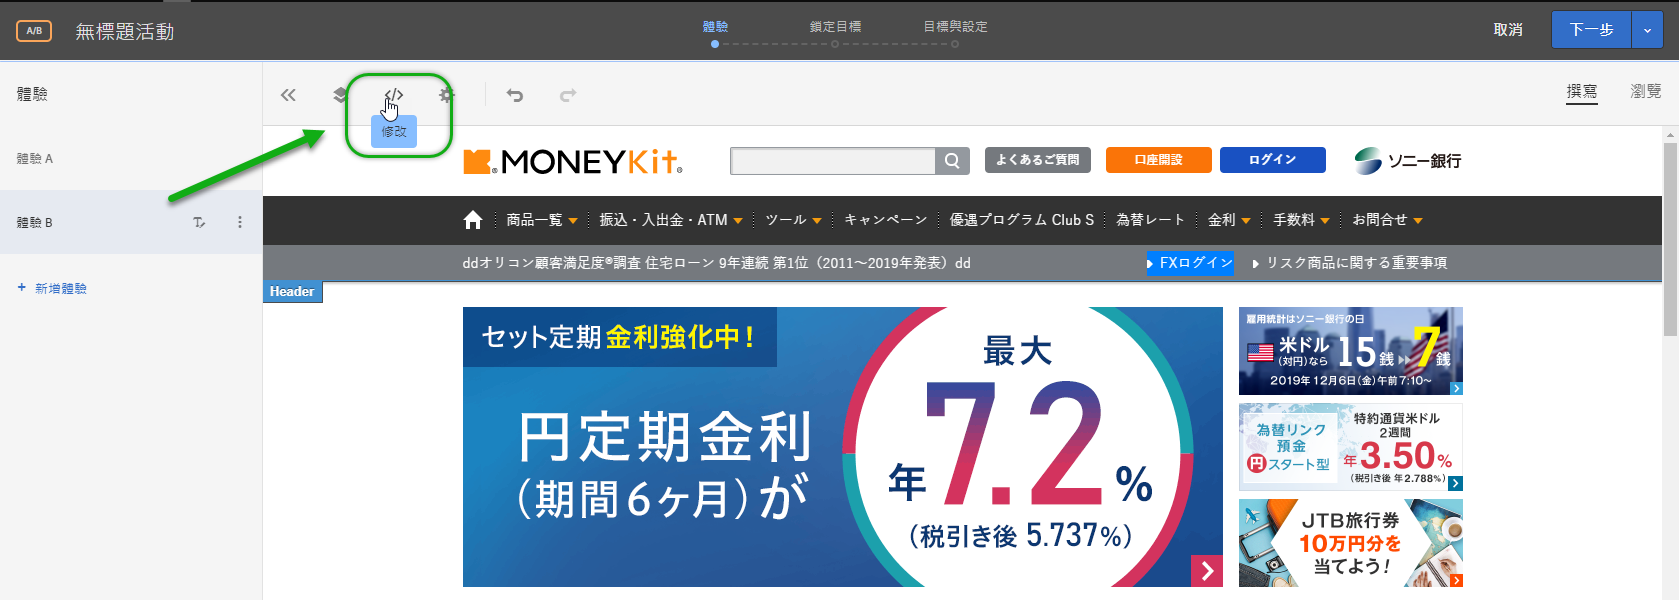 A/B 無標題活動
體驗 鎖定目標 目標與設定
取消 下一步
體驗
修改
撰寫 瀏覽
體驗 A
體驗 B
+ 新增體驗
MONEYKit
よくあるご質問 口座開設 ログイン ソニー銀行
商品一覧 振込・入出金・ATM ツール キャンペーン 優遇プログラム Club S 為替レート 金利 手数料 お問合せ
ddオリコン顧客満足度®調査 住宅ローン 9年連続 第1位（2011～2019年発表）dd
FXログイン リスク商品に関する重要事項
Header
セット定期 金利強化中！
円定期金利
（期間6ヶ月）が
最大
年7.2%
（税引き後 5.737%）
雇用統計はソニー銀行の日
米ドル
（対円）なら 15銭 7銭
2019年 12月6日（金）午前 7:10～
為替リンク
預金
円スタート型
特約通貨米ドル
2週間
年3.50%
（税引き後 年2.788%）
JTB旅行券
10万円分を
当てよう！